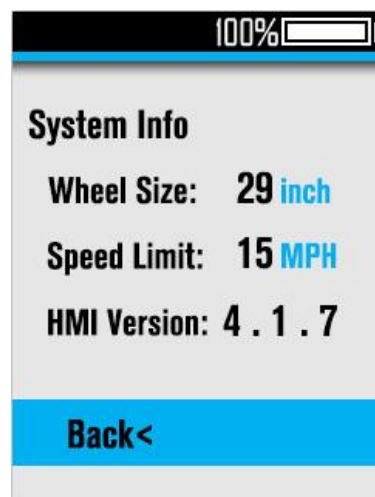 100%
System Info
Wheel Size: 29 inch
Speed Limit: 15 MPH
HMI Version: 4 . 1 . 7
Back<